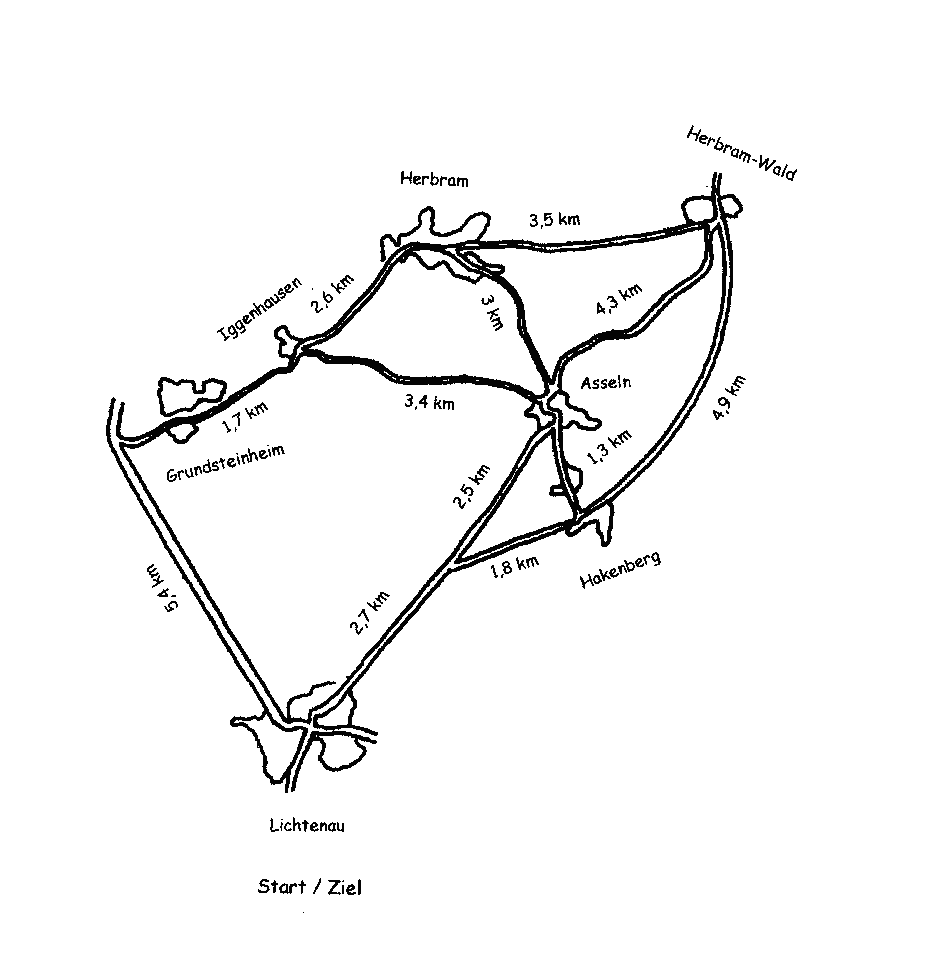 Herbram-Wald
Herbram
3,5 km
Iggenhausen
2,6 km
3 km
4,3 km
Asseln
3,4 km
4,9 km
1,7 km
Grundsteinheim
1,3 km
2,5 km
1,8 km
Hakenberg
5,4 km
2,7 km
Lichtenau
Start / Ziel